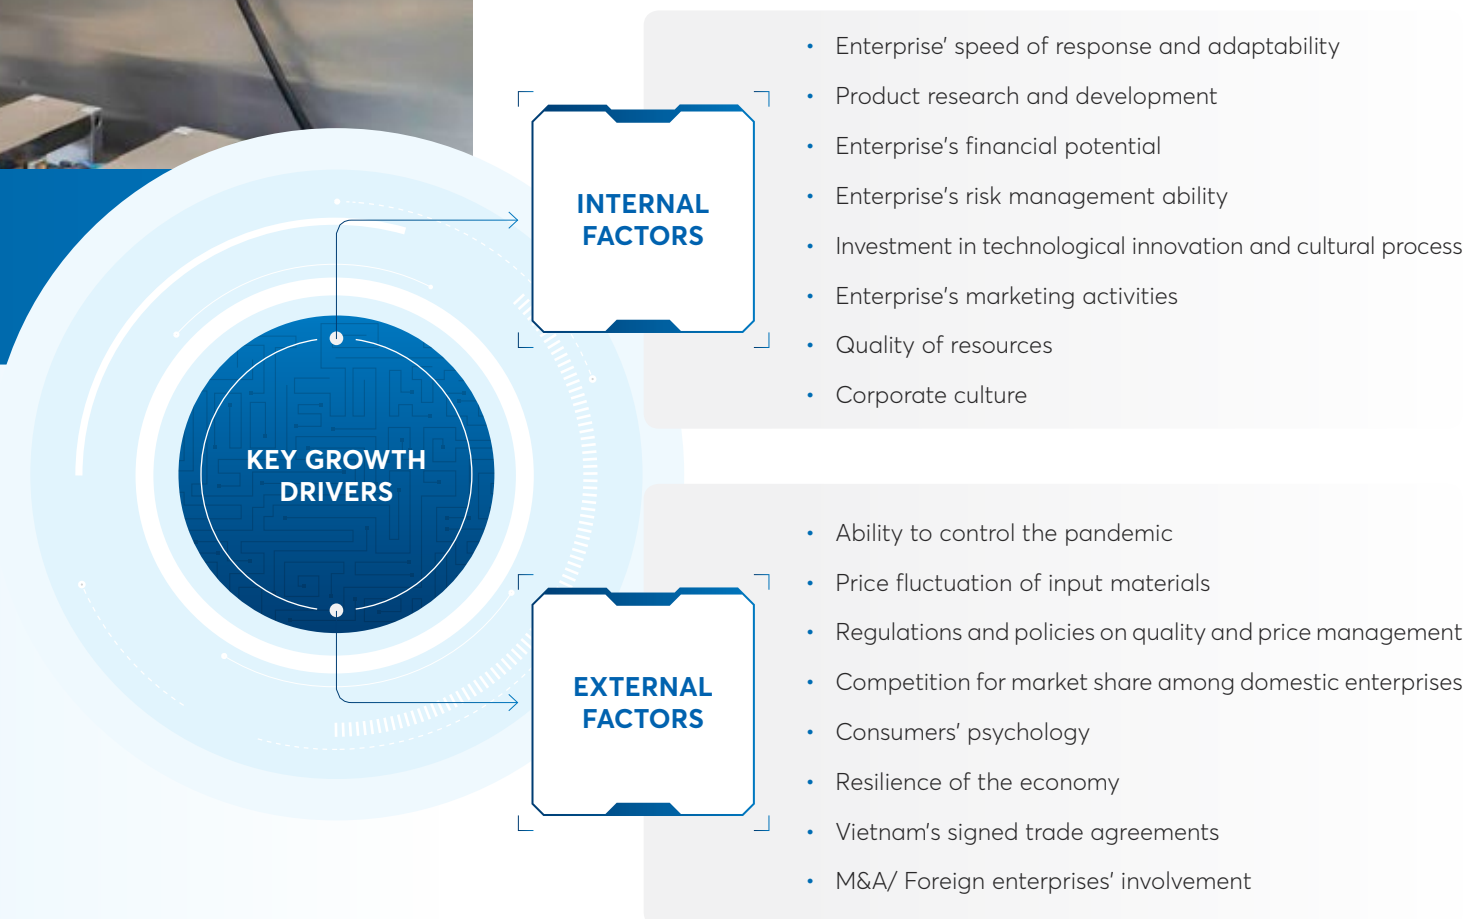 KEY GROWTH
DRIVERS
INTERNAL
FACTORS
• Enterprise’ speed of response and adaptability
• Product research and development
• Enterprise’s financial potential
• Enterprise’s risk management ability
• Investment in technological innovation and cultural process
• Enterprise’s marketing activities
• Quality of resources
• Corporate culture
EXTERNAL
FACTORS
• Ability to control the pandemic
• Price fluctuation of input materials
• Regulations and policies on quality and price management
• Competition for market share among domestic enterprises
• Consumers’ psychology
• Resilience of the economy
• Vietnam’s signed trade agreements
• M&A/ Foreign enterprises’ involvement